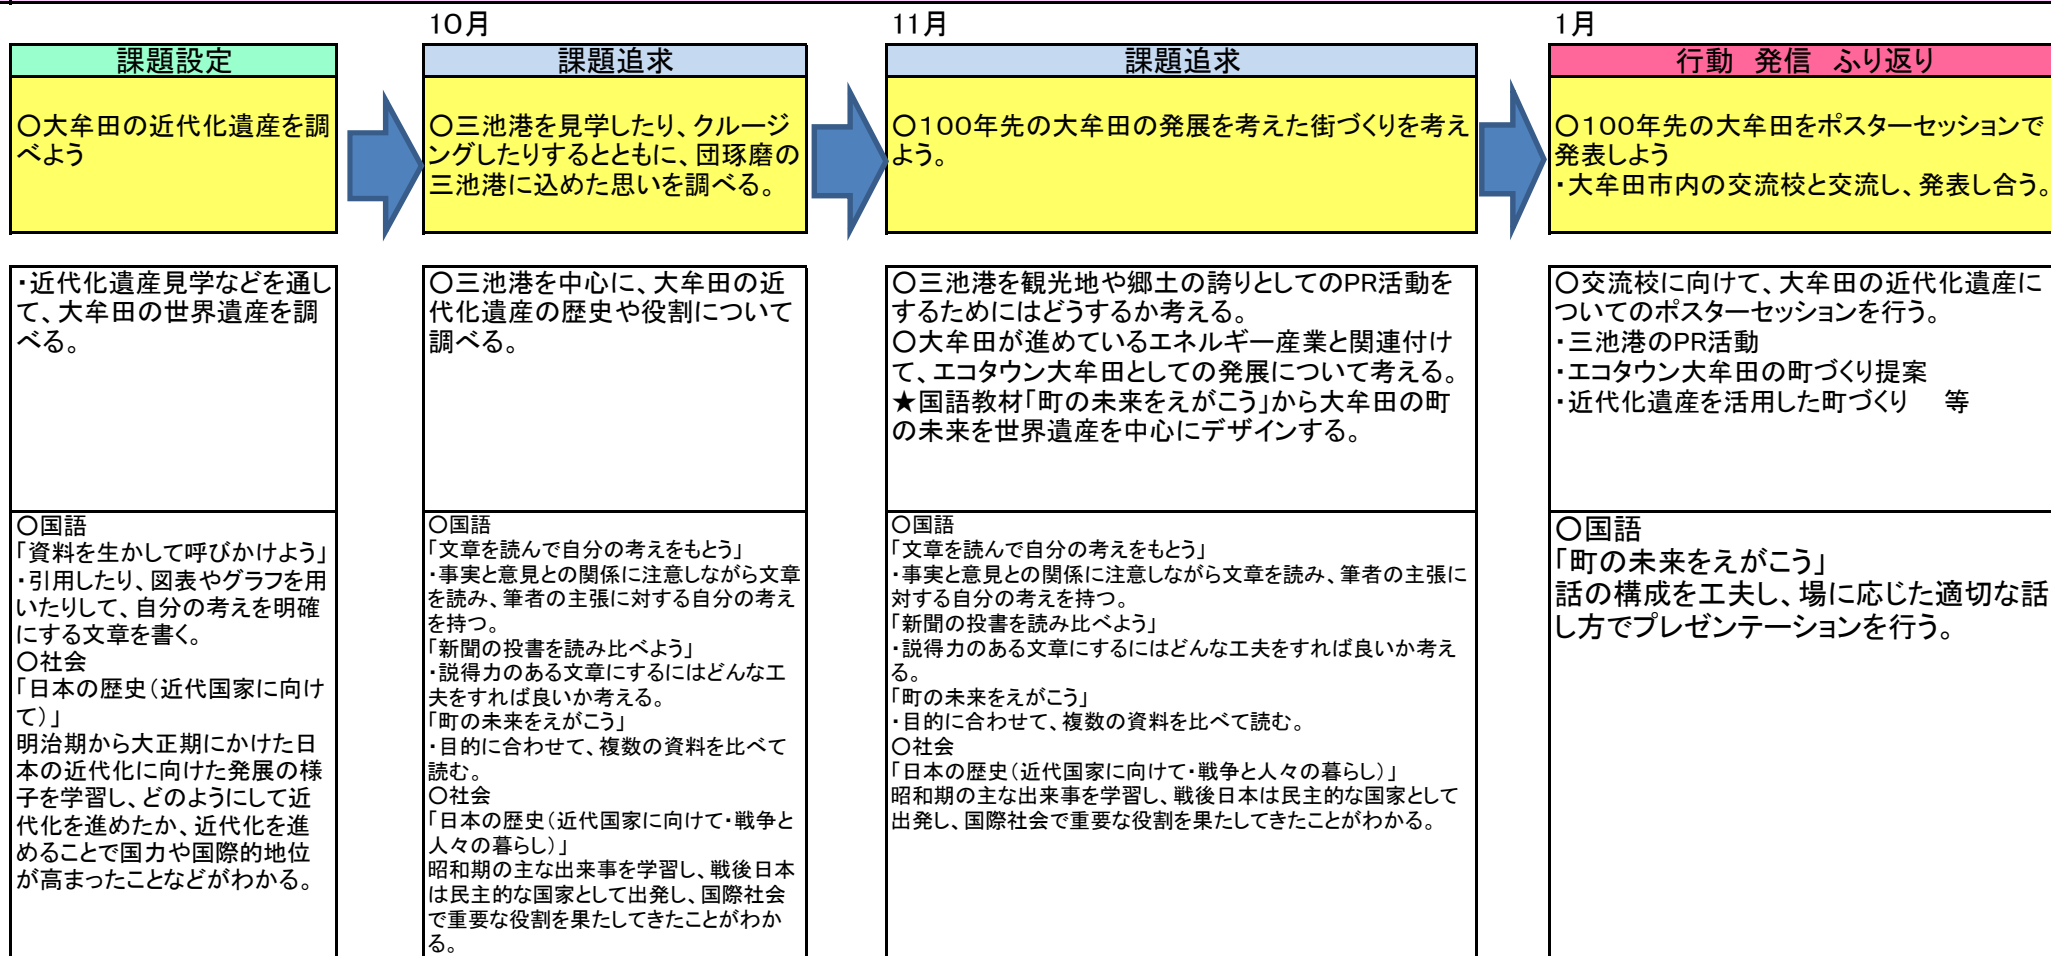 10月
11月
1月
課題設定
〇大牟田の近代化遺産を調
べよう
・近代化遺産見学などを通し
て、大牟田の世界遺産を調
べる。
〇国語
「資料を生かして呼びかけよう」
・引用したり、図表やグラフを用
いたりして、自分の考えを明確
にする文章を書く。
〇社会
「日本の歴史（近代国家に向け
て）」
明治期から大正期にかけた日
本の近代化に向けた発展の様
子を学習し、どのようにして近
代化を進めたか、近代化を進
めることで国力や国際的地位
が高まったことなどがわかる。
課題追求
〇三池港を見学したり、クルージ
ングしたりするとともに、団琢磨の
三池港に込めた思いを調べる。
〇三池港を中心に、大牟田の近
代化遺産の歴史や役割について
調べる。
〇国語
「文章を読んで自分の考えをもとう」
・事実と意見との関係に注意しながら文章
を読み、筆者の主張に対する自分の考え
を持つ。
「新聞の投書を読み比べよう」
・説得力のある文章にするにはどんな工
夫をすれば良いか考える。
「町の未来をえがこう」
・目的に合わせて、複数の資料を比べて
読む。
〇社会
「日本の歴史（近代国家に向けて・戦争と
人々の暮らし）」
昭和期の主な出来事を学習し、戦後日本
は民主的な国家として出発し、国際社会
で重要な役割を果たしてきたことがわか
る。
課題追求
〇100年先の大牟田の発展を考えた街づくりを考え
よう。
〇三池港を観光地や郷土の誇りとしてのPR活動を
するためにはどうするか考える。
〇大牟田が進めているエネルギー産業と関連付け
て、エコタウン大牟田としての発展について考える。
★国語教材「町の未来をえがこう」から大牟田の町
の未来を世界遺産を中心にデザインする。
〇国語
「文章を読んで自分の考えをもとう」
・事実と意見との関係に注意しながら文章を読み、筆者の主張に
対する自分の考えを持つ。
「新聞の投書を読み比べよう」
・説得力のある文章にするにはどんな工夫をすれば良いか考え
る。
「町の未来をえがこう」
・目的に合わせて、複数の資料を比べて読む。
〇社会
「日本の歴史（近代国家に向けて・戦争と人々の暮らし）」
昭和期の主な出来事を学習し、戦後日本は民主的な国家として
出発し、国際社会で重要な役割を果たしてきたことがわかる。
行動　発信　ふり返り
〇100年先の大牟田をポスターセッションで
発表しよう
・大牟田市内の交流校と交流し、発表し合う。
〇交流校に向けて、大牟田の近代化遺産に
ついてのポスターセッションを行う。
・三池港のPR活動
・エコタウン大牟田の町づくり提案
・近代化遺産を活用した町づくり　等
〇国語
「町の未来をえがこう」
話の構成を工夫し、場に応じた適切な話
し方でプレゼンテーションを行う。